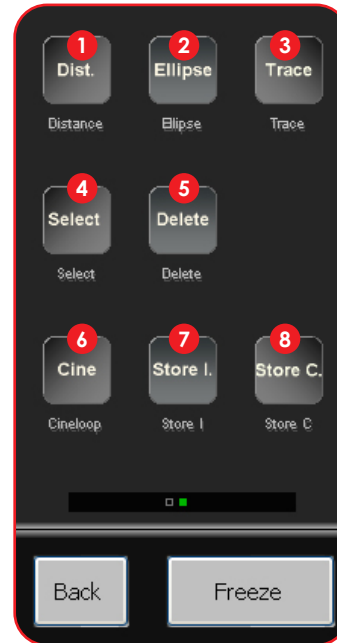 1 2 3
Dist. Ellipse Trace
Distance Ellipse Trace
4 5
Select Delete
Select Delete
6 7 8
Cine Store I. Store C.
Cineloop Store I Store C
Back Freeze